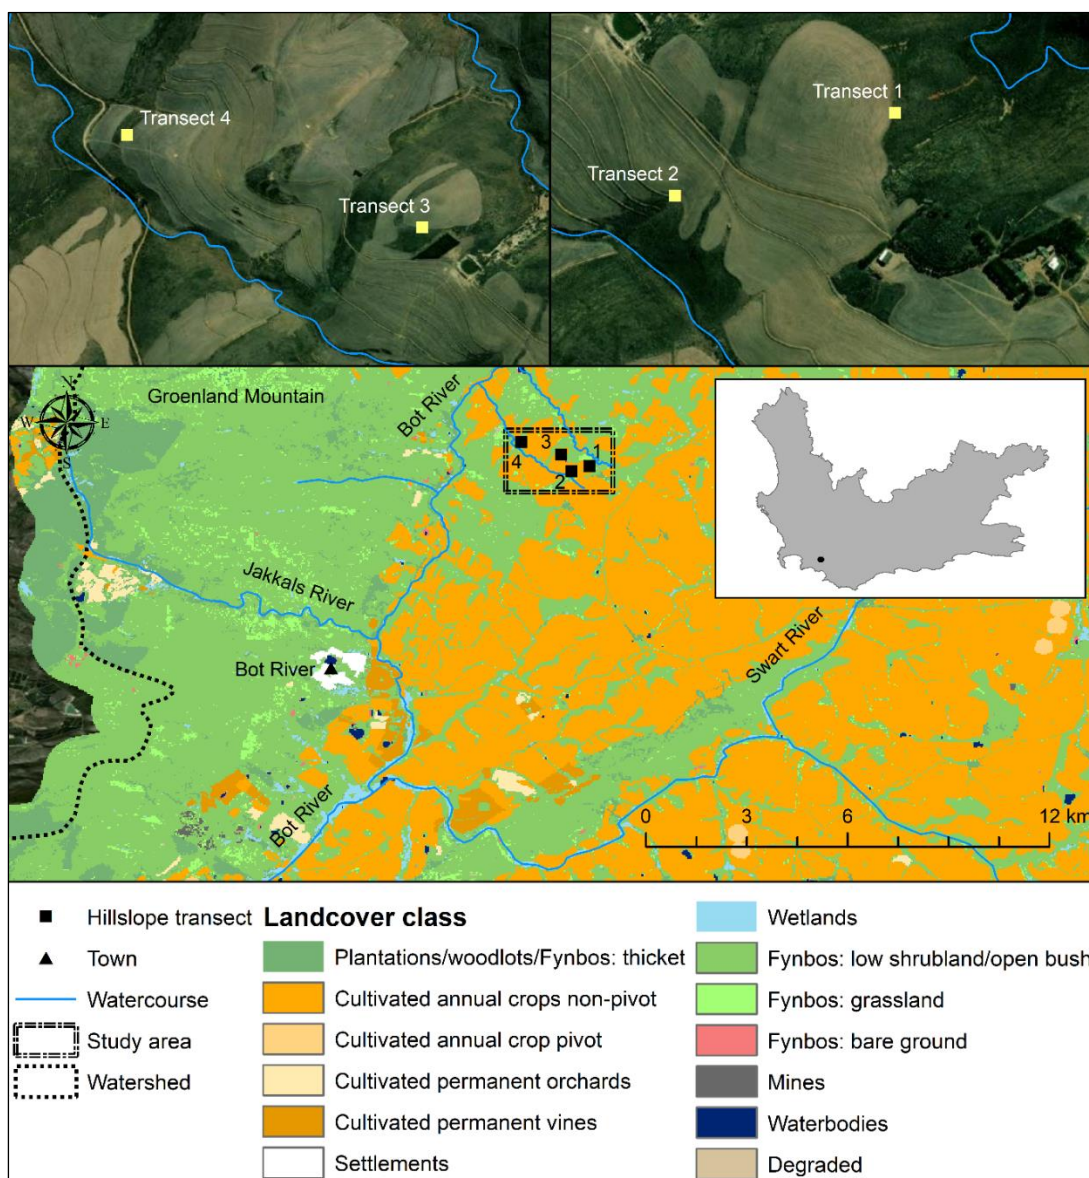 Transect 4
Transect 3
Transect 1
Transect 2
Groenland Mountain
Bot River
N
W
E
S
3
1
4
2
Jakkals River
Bot River
Swart River
Bot River
0 3 6 12 km
Hillslope transect
Town
Watercourse
Study area
Watershed
Landcover class
Plantations/woodlots/Fynbos: thicket
Cultivated annual crops non-pivot
Cultivated annual crop pivot
Cultivated permanent orchards
Cultivated permanent vines
Settlements
Wetlands
Fynbos: low shrubland/open bush
Fynbos: grassland
Fynbos: bare ground
Mines
Waterbodies
Degraded